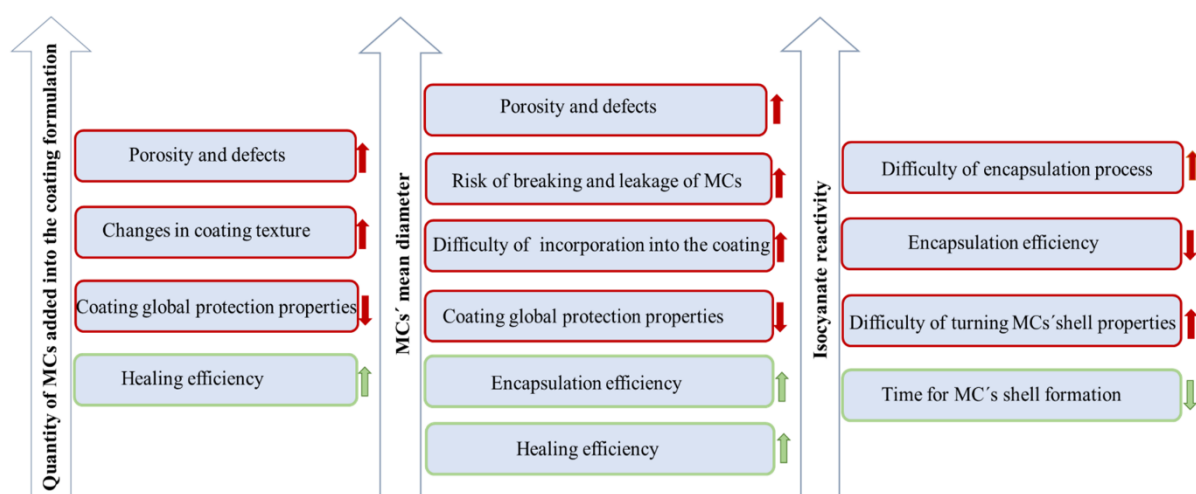 Quantity of MCs added into the coating formulation
Porosity and defects
Changes in coating texture
Coating global protection properties
Healing efficiency
MCs´ mean diameter
Porosity and defects
Risk of breaking and leakage of MCs
Difficulty of incorporation into the coating
Coating global protection properties
Encapsulation efficiency
Healing efficiency
Isocyanate reactivity
Difficulty of encapsulation process
Encapsulation efficiency
Difficulty of turning MCs´shell properties
Time for MC´s shell formation